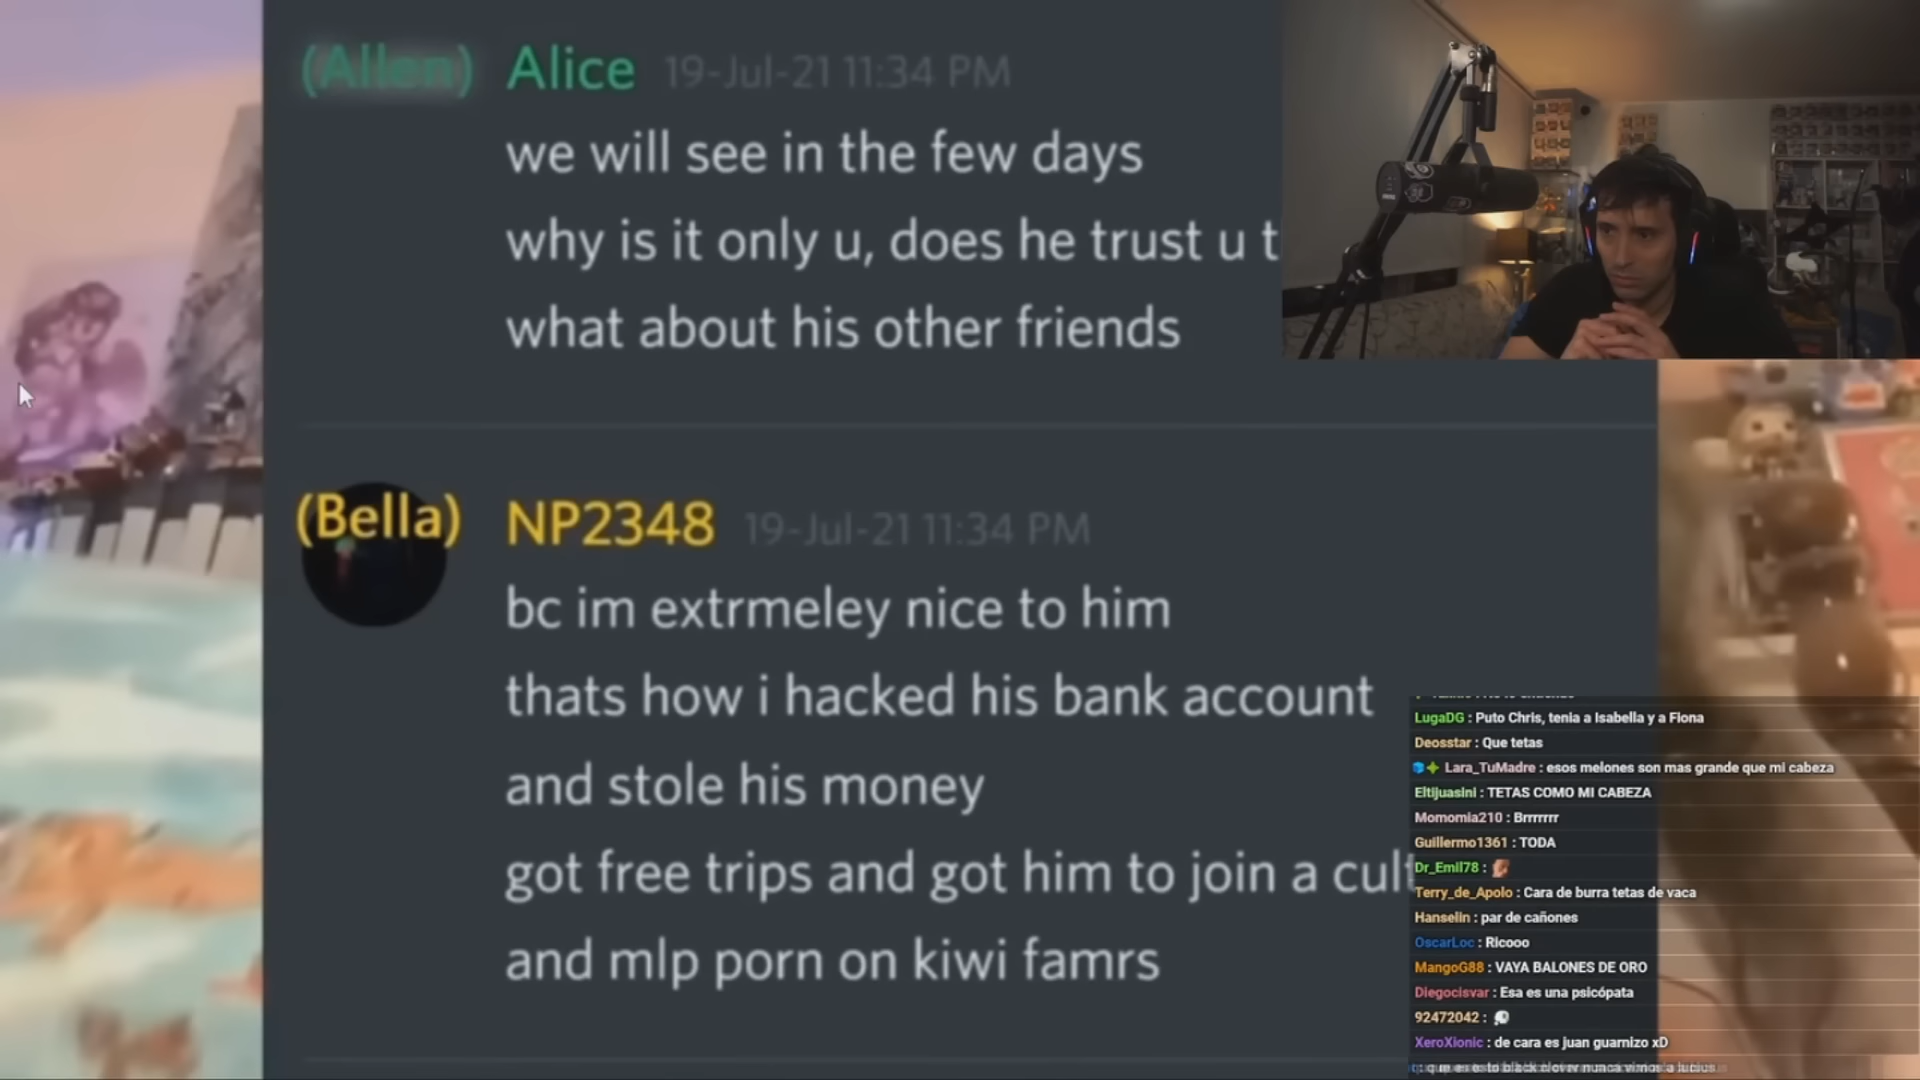 (Allen) Alice 19-Jul-21 11:34 PM
we will see in the few days
why is it only u, does he trust u t
what about his other friends
(Bella) NP2348 19-Jul-21 11:34 PM
bc im extrmeley nice to him
thats how i hacked his bank account
and stole his money
got free trips and got him to join a cult
and mlp porn on kiwi famrs
LugaDG : Puto Chris, tenia a Isabella y a Fiona
Deosstar : Que tetas
Lara_TuMadre : esos melones son mas grande que mi cabeza
Eltijuasini : TETAS COMO MI CABEZA
Momomia210 : Brrrrrrr
Guillermo1361 : TODA
Dr_Emil78 :
Terry_de_Apolo : Cara de burra tetas de vaca
Hanselin : par de cañones
OscarLoc : Ricooo
MangoG88 : VAYA BALONES DE ORO
Diegocisvar : Esa es una psicópata
92472042 :
XeroXionic : de cara es juan guarnizo xD